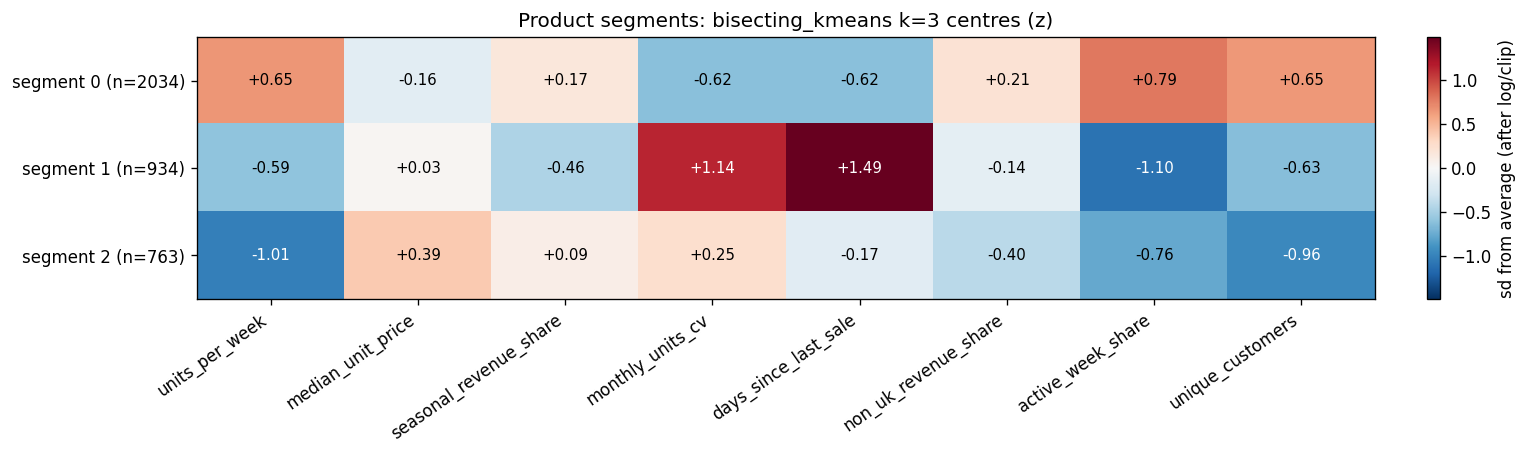 Product segments: bisecting_kmeans k=3 centres (z)
segment 0 (n=2034) +0.65 -0.16 +0.17 -0.62 -0.62 +0.21 +0.79 +0.65
segment 1 (n=934) -0.59 +0.03 -0.46 +1.14 +1.49 -0.14 -1.10 -0.63
segment 2 (n=763) -1.01 +0.39 +0.09 +0.25 -0.17 -0.40 -0.76 -0.96
units_per_week
median_unit_price
seasonal_revenue_share
monthly_units_cv
days_since_last_sale
non_uk_revenue_share
active_week_share
unique_customers
1.0
0.5
0.0
−0.5
−1.0
sd from average (after log/clip)